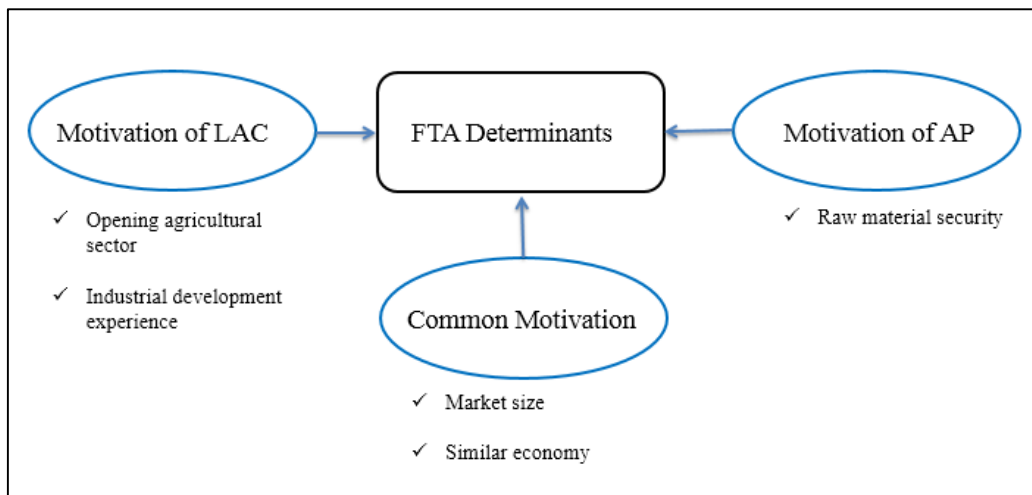 Motivation of LAC
FTA Determinants
Motivation of AP
✓ Opening agricultural
sector
✓ Industrial development
experience
✓ Raw material security
Common Motivation
✓ Market size
✓ Similar economy